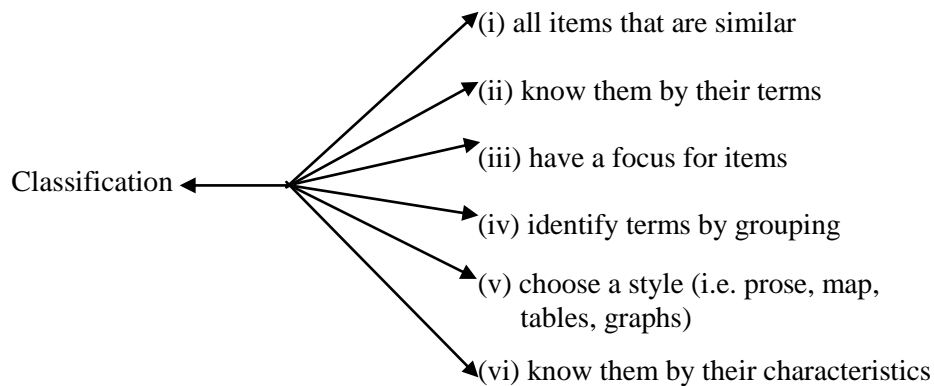 (i) all items that are similar
(ii) know them by their terms
(iii) have a focus for items
Classification
(iv) identify terms by grouping
(v) choose a style (i.e. prose, map,
tables, graphs)
(vi) know them by their characteristics